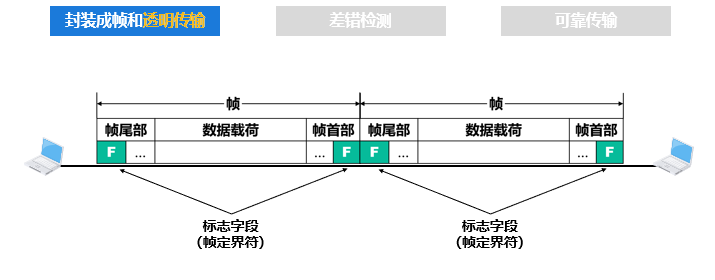 封装成帧和透明传输
差错检测
可靠传输
帧
帧
帧尾部
数据载荷
帧首部
帧尾部
数据载荷
帧首部
F
...
...
F
F
...
...
F
标志字段
(帧定界符)
标志字段
(帧定界符)